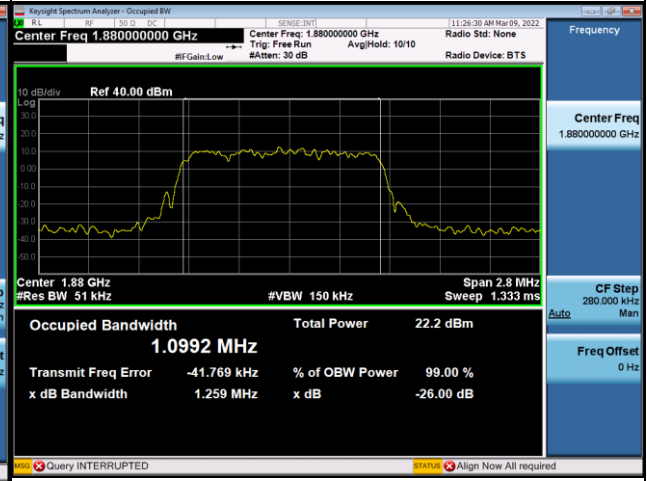 Keysight Spectrum Analyzer - Occupied BW
LXI RL RF 50 Ω DC SENSE:INT 11:26:30 AM Mar 09, 2022
Center Freq 1.880000000 GHz
Center Freq: 1.880000000 GHz Radio Std: None
Trig: Free Run Avg|Hold: 10/10
#IFGain:Low #Atten: 30 dB Radio Device: BTS
Frequency
10 dB/div Ref 40.00 dBm
Log
30.0
20.0
10.0
0.00
-10.0
-20.0
-30.0
-40.0
-50.0
Center Freq
1.880000000 GHz
Center 1.88 GHz Span 2.8 MHz
#Res BW 51 kHz #VBW 150 kHz Sweep 1.333 ms
CF Step
280.000 kHz
Auto Man
Occupied Bandwidth Total Power 22.2 dBm
1.0992 MHz
Transmit Freq Error -41.769 kHz % of OBW Power 99.00 %
x dB Bandwidth 1.259 MHz x dB -26.00 dB
Freq Offset
0 Hz
MSG Query INTERRUPTED STATUS Align Now All required